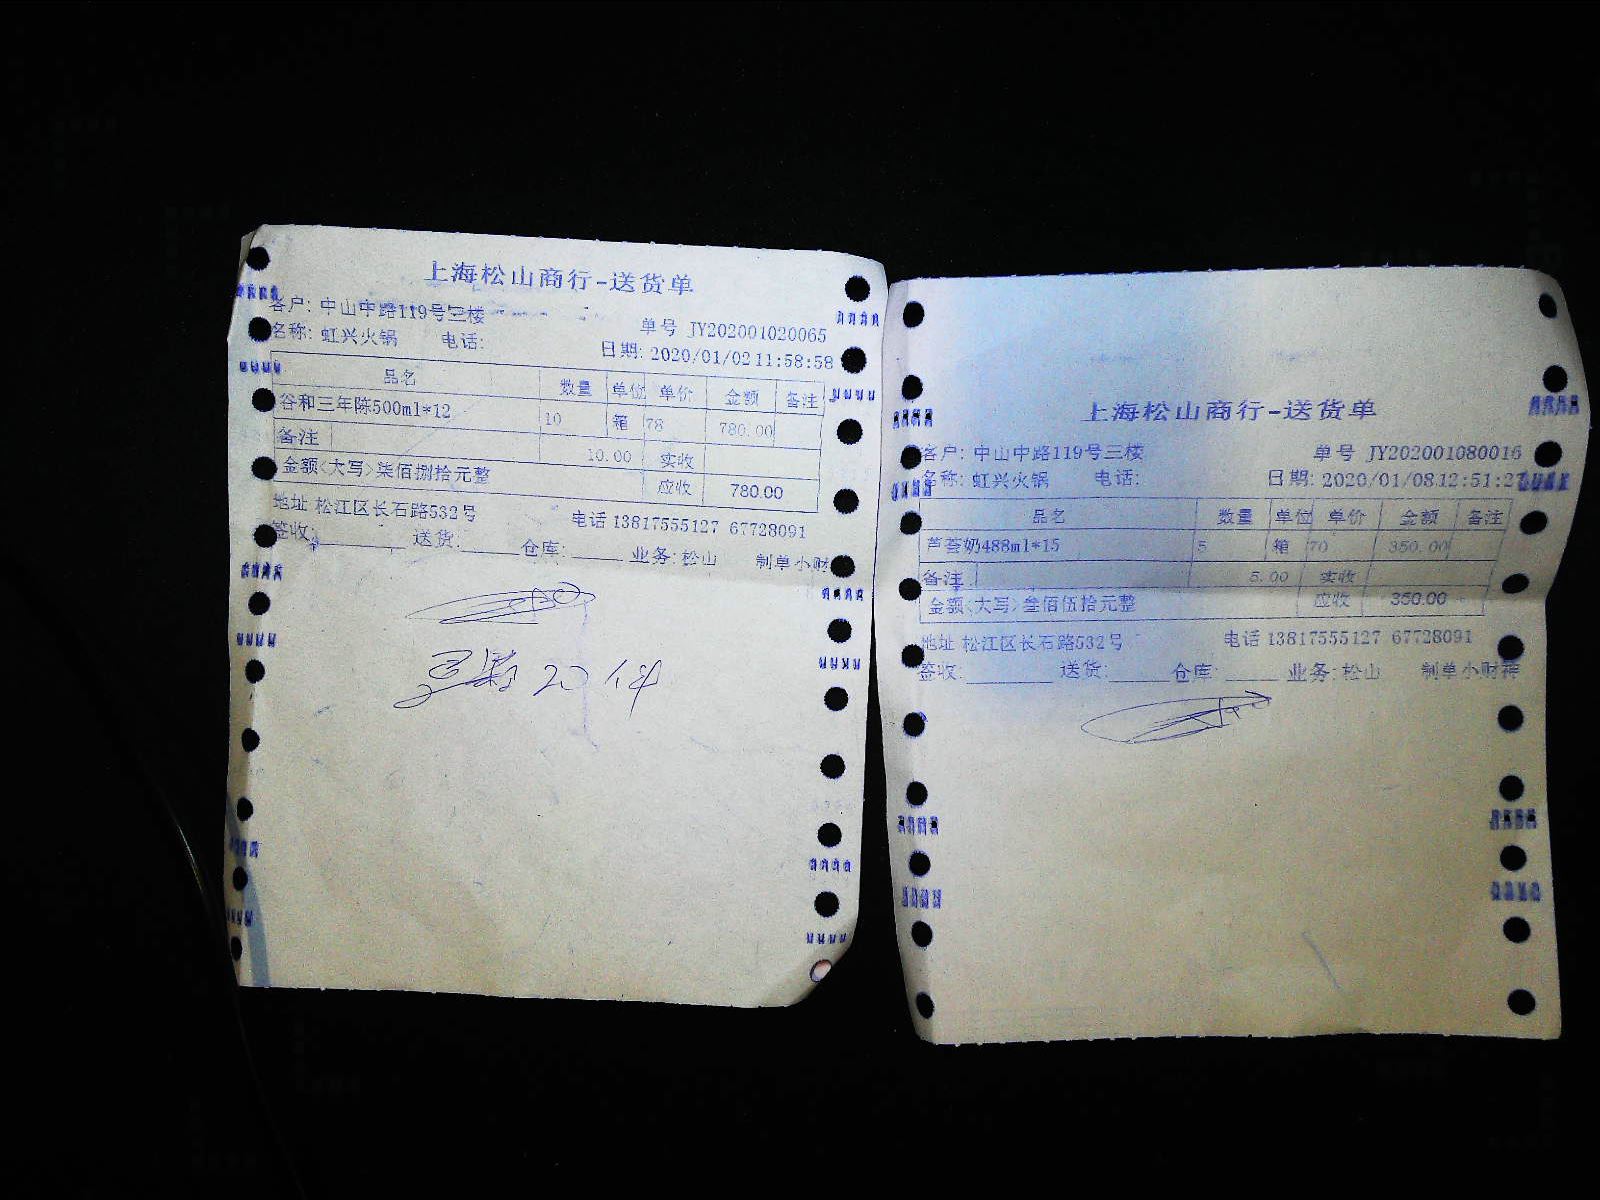 上海松山商行-送货单
客户: 中山中路119号三楼
单号 JY202001020065
名称: 虹兴火锅 电话:
日期: 2020/01/02 11:58:58
品名 数量 单位 单价 金额 备注
谷和三年陈500ml*12 10 箱 78 780.00
备注 10.00 实收
金额<大写>柒佰捌拾元整 应收 780.00
地址 松江区长石路532号 电话 13817555127 67728091
签收: 送货: 仓库: 业务: 松山 制单小财
20件
上海松山商行-送货单
客户: 中山中路119号三楼 单号 JY202001080016
名称: 虹兴火锅 电话: 日期: 2020/01/08 12:51:27
品名 数量 单位 单价 金额 备注
芦荟奶488ml*15 5 箱 70 350.00
备注 5.00 实收
金额<大写>叁佰伍拾元整 应收 350.00
地址 松江区长石路532号 电话 13817555127 67728091
签收: 送货: 仓库: 业务: 松山 制单小财神